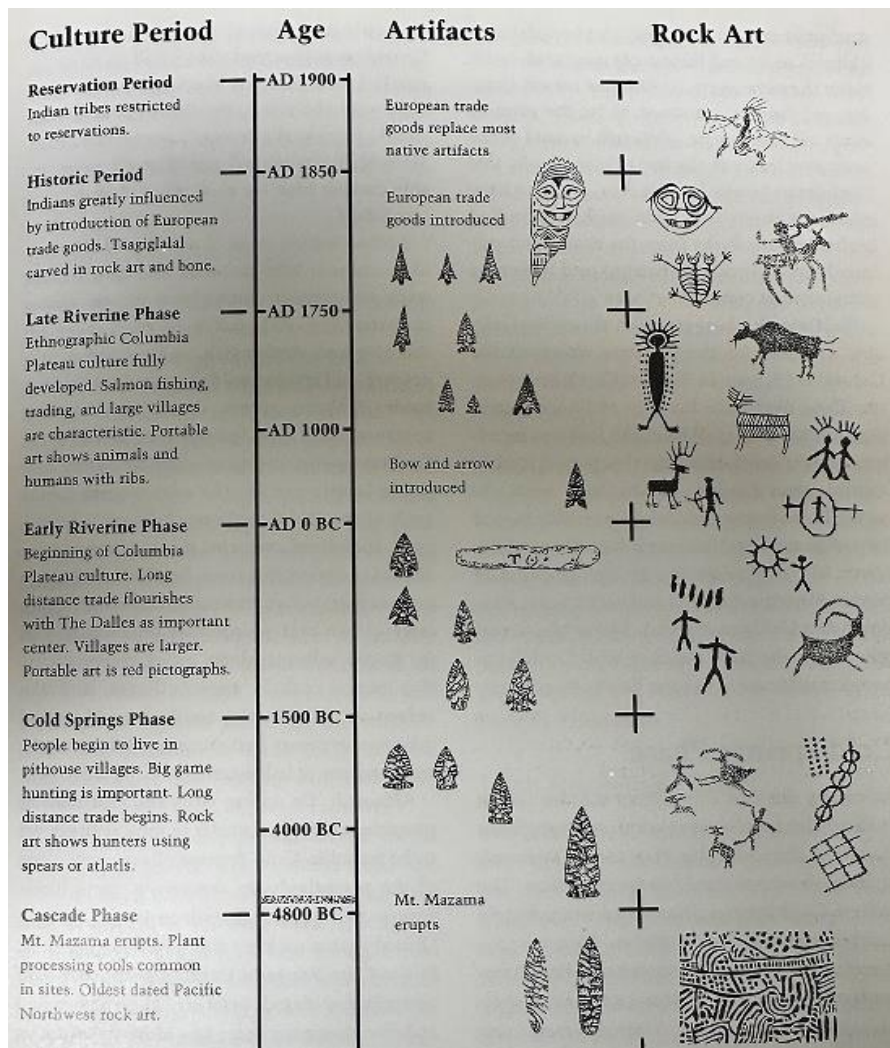 Culture Period
Age
Artifacts
Rock Art
Reservation Period
Indian tribes restricted
to reservations.
AD 1900
European trade
goods replace most
native artifacts
Historic Period
Indians greatly influenced
by introduction of European
trade goods. Tsagiglalal
carved in rock art and bone.
AD 1850
European trade
goods introduced
Late Riverine Phase
Ethnographic Columbia
Plateau culture fully
developed. Salmon fishing,
trading, and large villages
are characteristic. Portable
art shows animals and
humans with ribs.
AD 1750
AD 1000
Bow and arrow
introduced
Early Riverine Phase
Beginning of Columbia
Plateau culture. Long
distance trade flourishes
with The Dalles as important
center. Villages are larger.
Portable art is red pictographs.
AD 0 BC
Cold Springs Phase
People begin to live in
pithouse villages. Big game
hunting is important. Long
distance trade begins. Rock
art shows hunters using
spears or atlatls.
1500 BC
4000 BC
Cascade Phase
Mt. Mazama erupts. Plant
processing tools common
in sites. Oldest dated Pacific
Northwest rock art.
4800 BC
Mt. Mazama
erupts